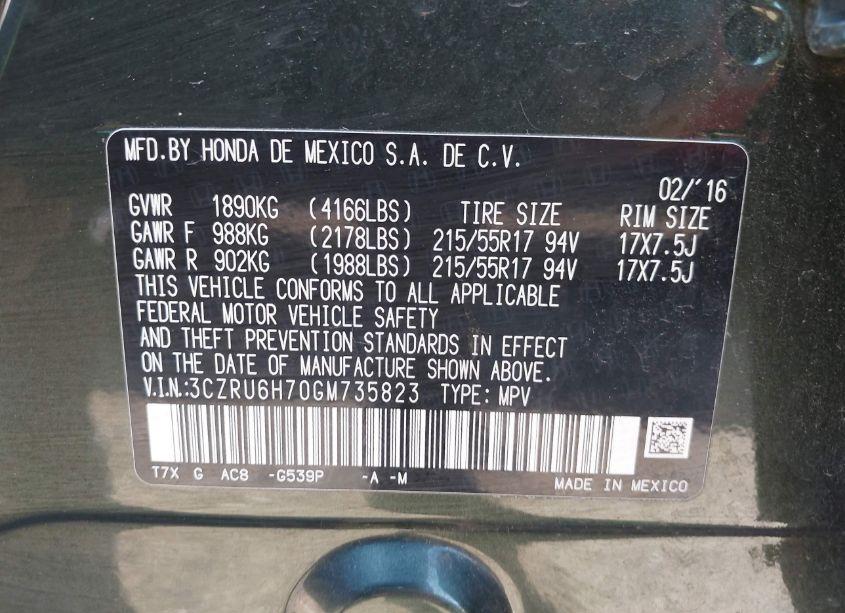 MFD.BY HONDA DE MEXICO S.A. DE C.V.
02/'16
GVWR 1890KG (4166LBS) TIRE SIZE RIM SIZE
GAWR F 988KG (2178LBS) 215/55R17 94V 17X7.5J
GAWR R 902KG (1988LBS) 215/55R17 94V 17X7.5J
THIS VEHICLE CONFORMS TO ALL APPLICABLE
FEDERAL MOTOR VEHICLE SAFETY
AND THEFT PREVENTION STANDARDS IN EFFECT
ON THE DATE OF MANUFACTURE SHOWN ABOVE.
V.I.N.:3CZRU6H70GM735823 TYPE: MPV
T7X G AC8 -G539P -A -M
MADE IN MEXICO